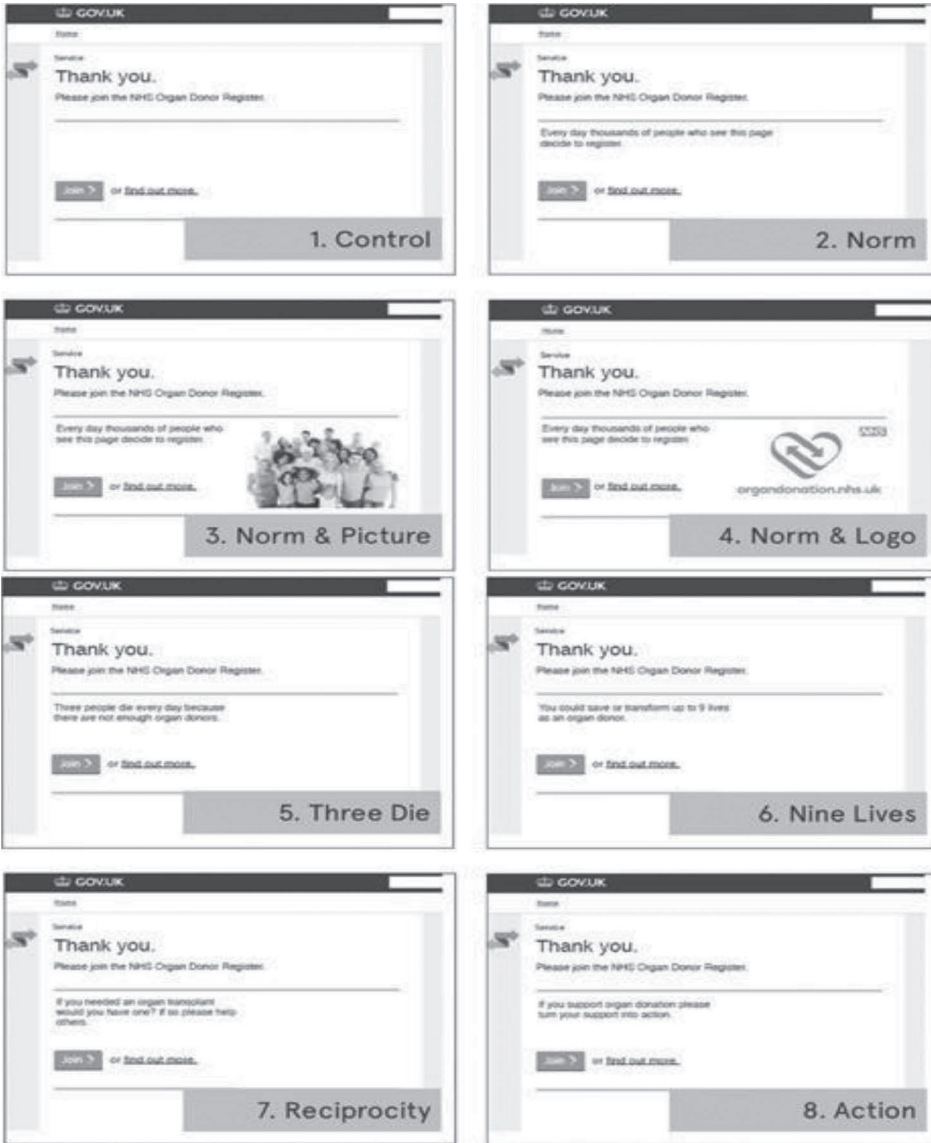 GOV.UK
Home
Service
Thank you.
Please join the NHS Organ Donor Register.
Join > or find out more.
1. Control
GOV.UK
Home
Service
Thank you.
Please join the NHS Organ Donor Register.
Every day thousands of people who see this page
decide to register.
Join > or find out more.
2. Norm
GOV.UK
Home
Service
Thank you.
Please join the NHS Organ Donor Register.
Every day thousands of people who
see this page decide to register.
Join > or find out more.
3. Norm & Picture
GOV.UK
Home
Service
Thank you.
Please join the NHS Organ Donor Register.
Every day thousands of people who
see this page decide to register.
NHS
organdonation.nhs.uk
Join > or find out more.
4. Norm & Logo
GOV.UK
Home
Service
Thank you.
Please join the NHS Organ Donor Register.
Three people die every day because
there are not enough organ donors.
Join > or find out more.
5. Three Die
GOV.UK
Home
Service
Thank you.
Please join the NHS Organ Donor Register.
You could save or transform up to 9 lives
as an organ donor.
Join > or find out more.
6. Nine Lives
GOV.UK
Home
Service
Thank you.
Please join the NHS Organ Donor Register.
If you needed an organ transplant
would you have one? If so please help
others.
Join > or find out more.
7. Reciprocity
GOV.UK
Home
Service
Thank you.
Please join the NHS Organ Donor Register.
If you support organ donation please
turn your support into action.
Join > or find out more.
8. Action